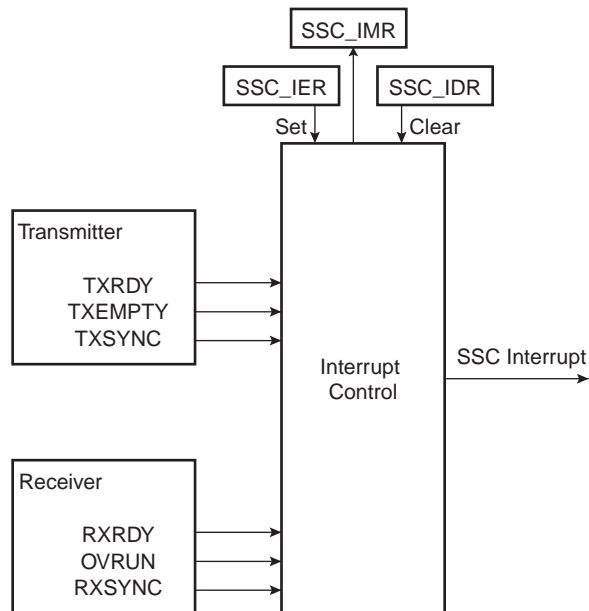 SSC_IMR
SSC_IER
SSC_IDR
Set
Clear
Transmitter
TXRDY
TXEMPTY
TXSYNC
Interrupt
Control
SSC Interrupt
Receiver
RXRDY
OVRUN
RXSYNC